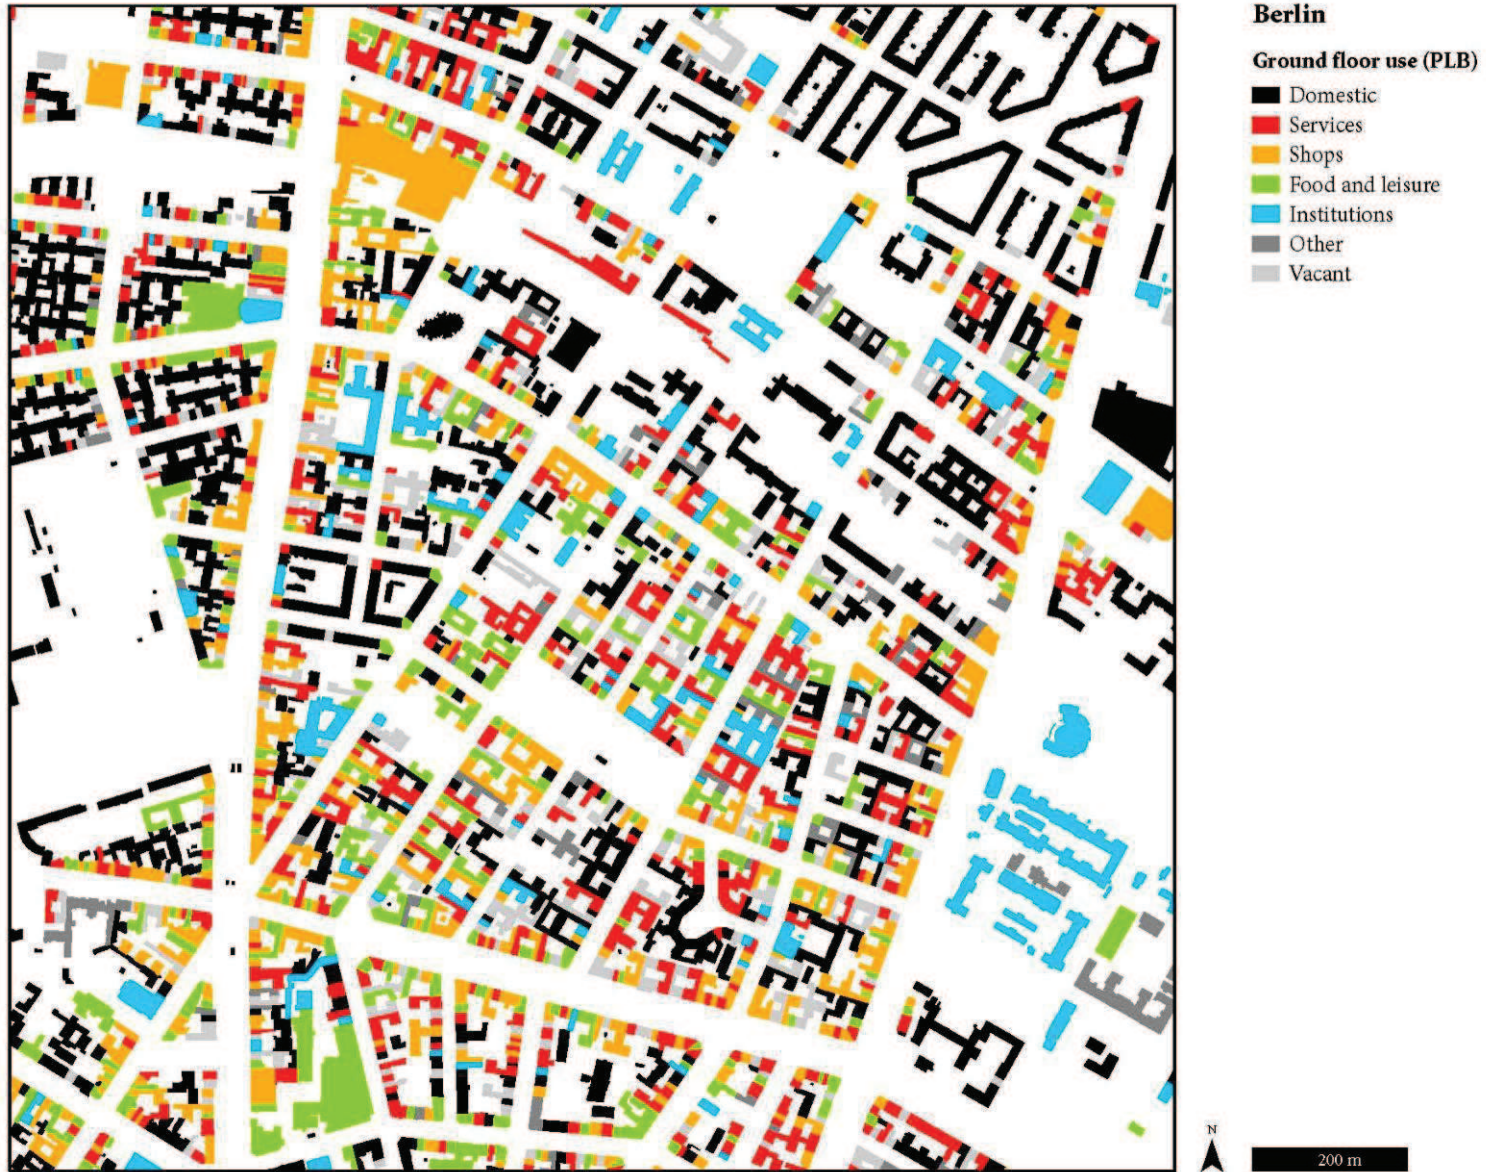 Berlin
Ground floor use (PLB)
Domestic
Services
Shops
Food and leisure
Institutions
Other
Vacant
N
200 m